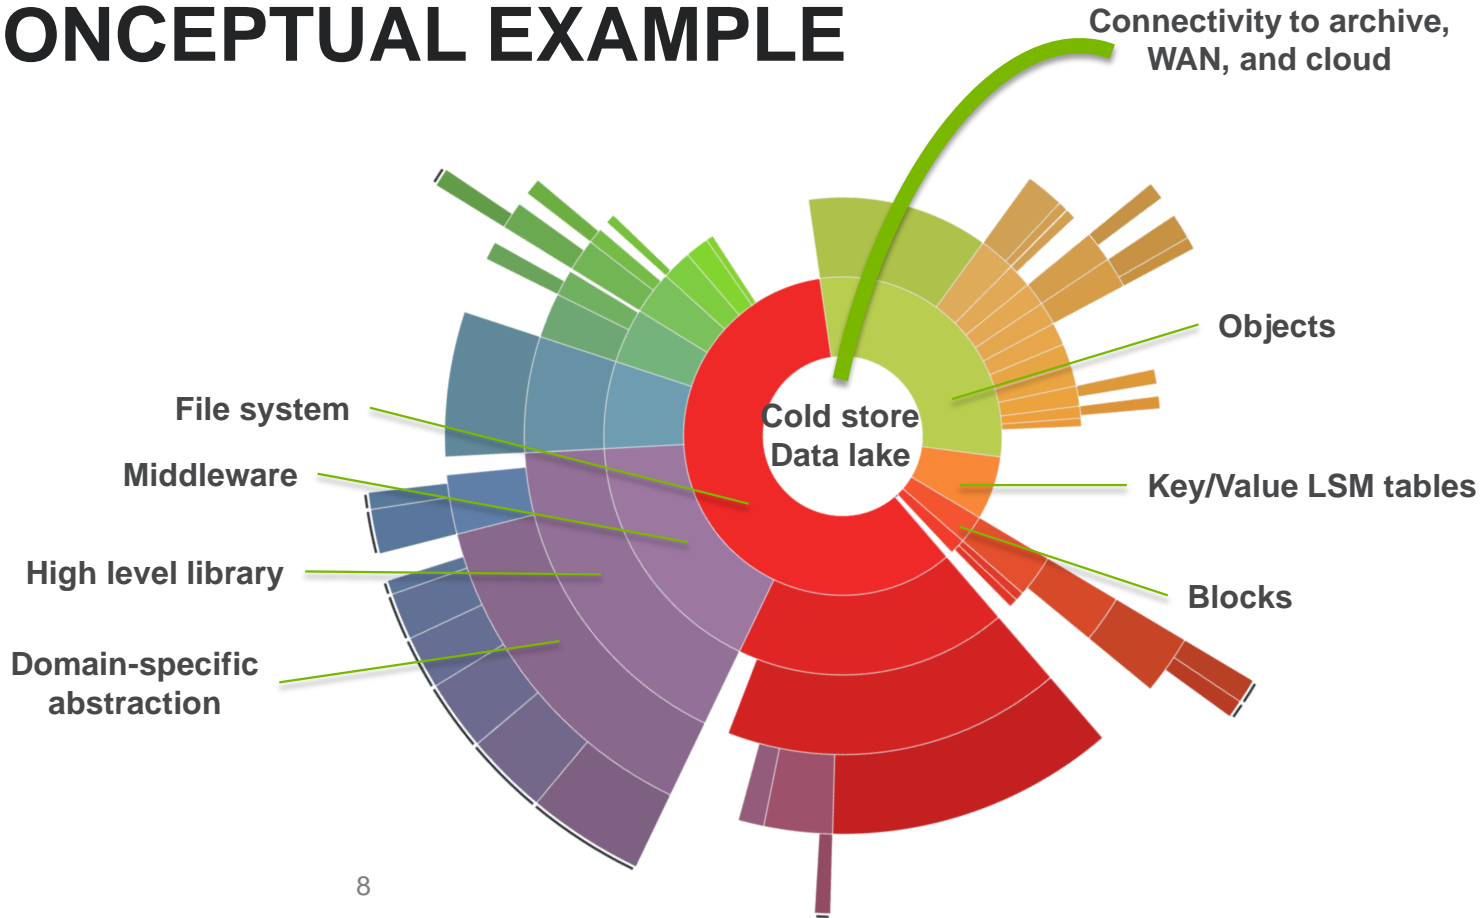 ONCEPTUAL EXAMPLE
Connectivity to archive,
WAN, and cloud
Objects
File system
Cold store
Data lake
Middleware
Key/Value LSM tables
High level library
Blocks
Domain-specific
abstraction
8